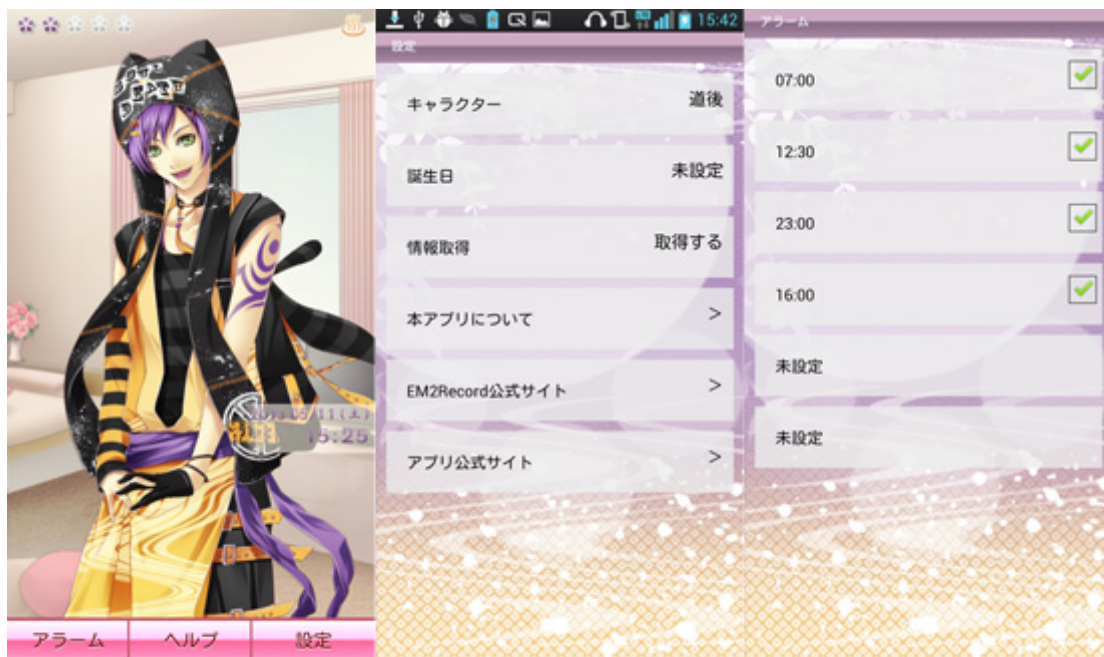 2013 05/11(土)
15:25
アラーム
ヘルプ
設定
15:42
設定
キャラクター
道後
誕生日
未設定
情報取得
取得する
本アプリについて
>
EM2Record公式サイト
>
アプリ公式サイト
>
アラーム
07:00
12:30
23:00
16:00
未設定
未設定